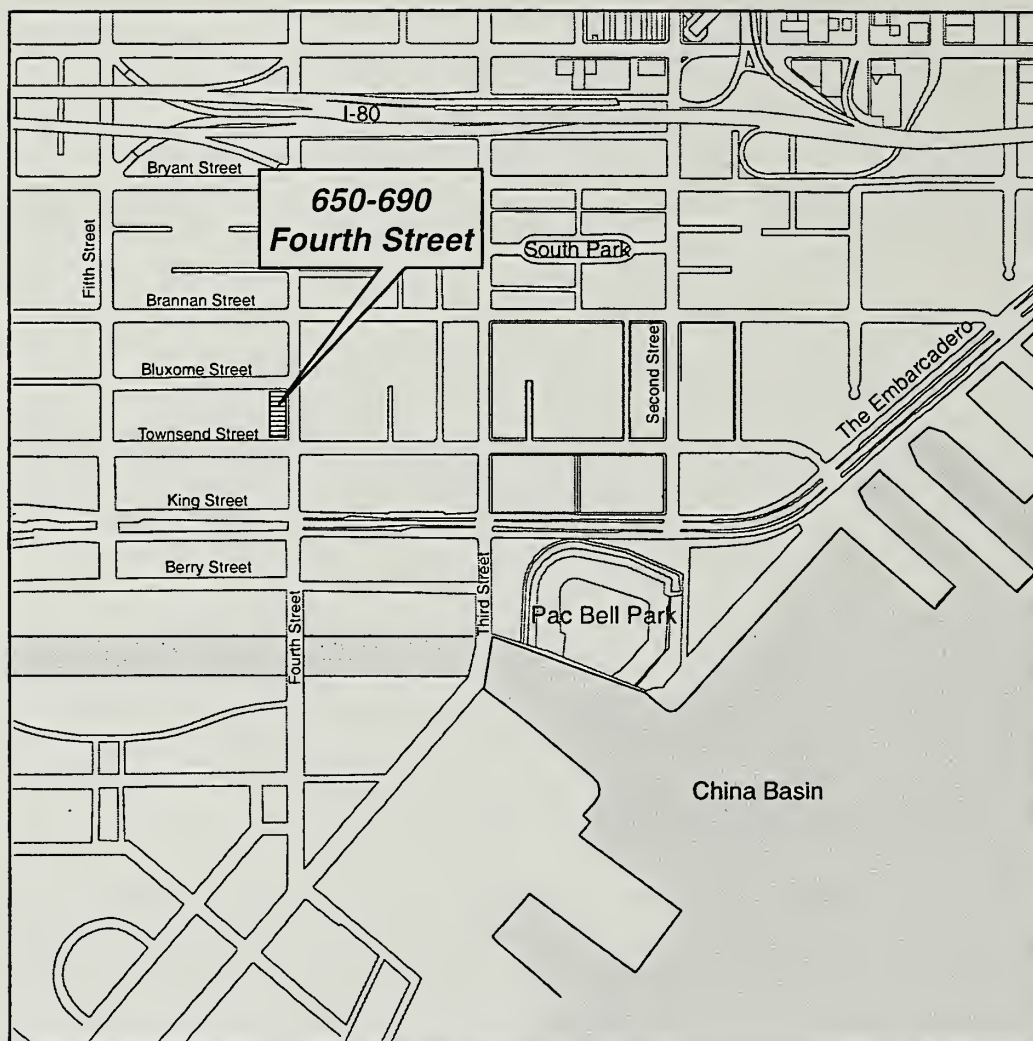 I-80
Bryant Street
650-690
Fourth Street
South Park
Fifth Street
Brannan Street
Bluxome Street
Second Street
The Embarcadero
Townsend Street
King Street
Berry Street
Third Street
Fourth Street
Pac Bell Park
China Basin